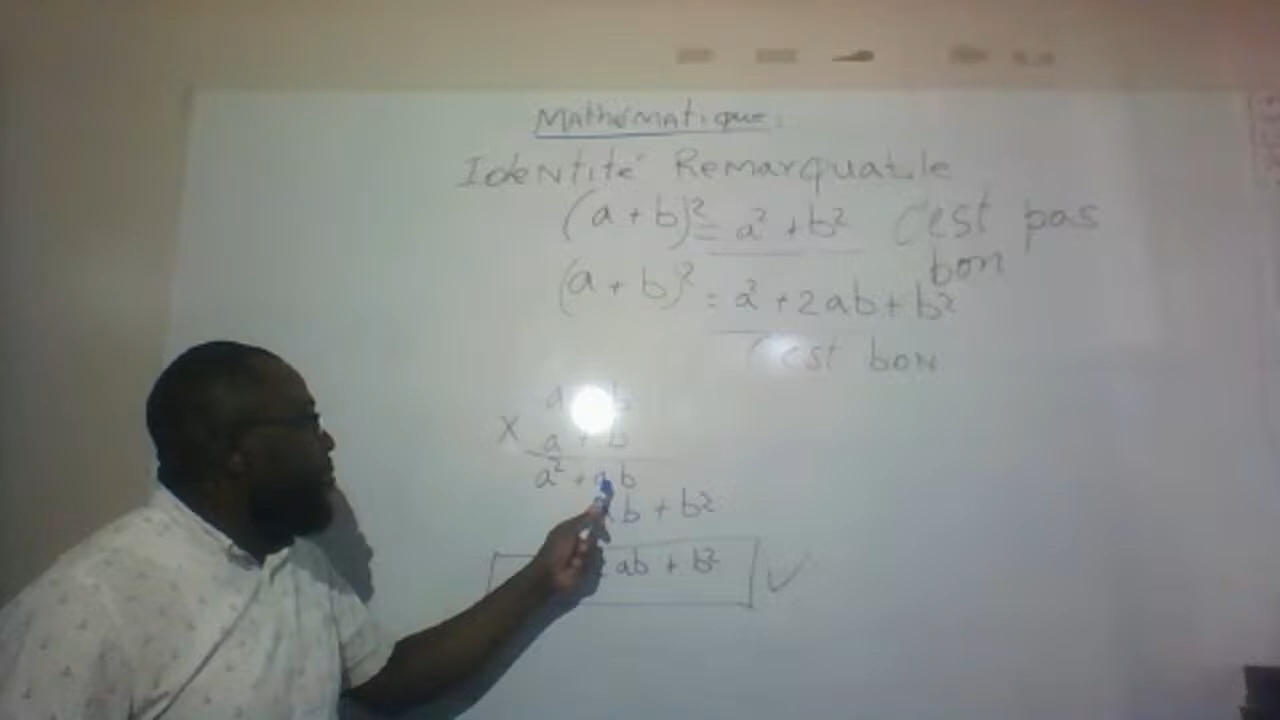 Mathématique:
Identité Remarquable
(a + b)² = a² + b² c'est pas
bon
(a + b)² = a² + 2ab + b²
c'est bon
a b
X a + b
a² + ab
b + b²
ab + b² ✓